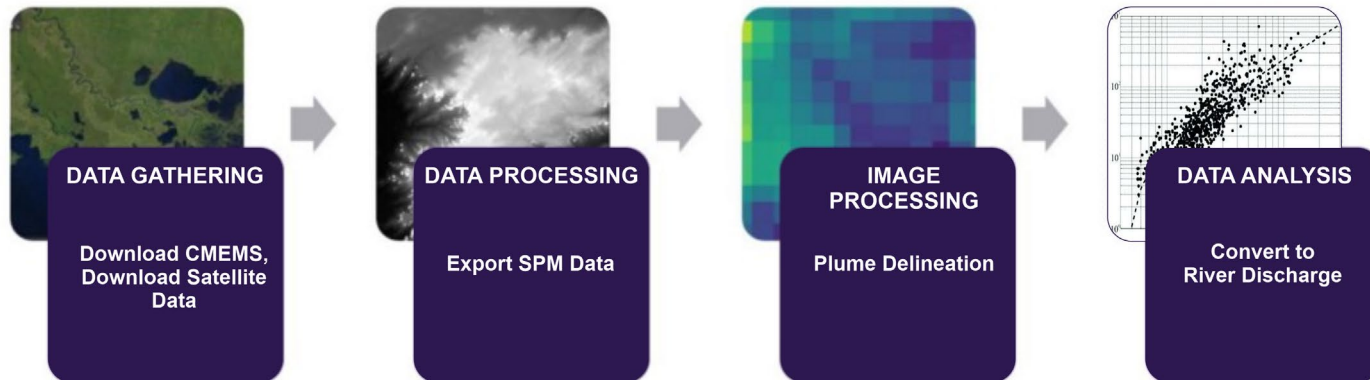 DATA GATHERING
Download CMEMS,
Download Satellite
Data
DATA PROCESSING
Export SPM Data
IMAGE
PROCESSING
Plume Delineation
DATA ANALYSIS
Convert to
River Discharge